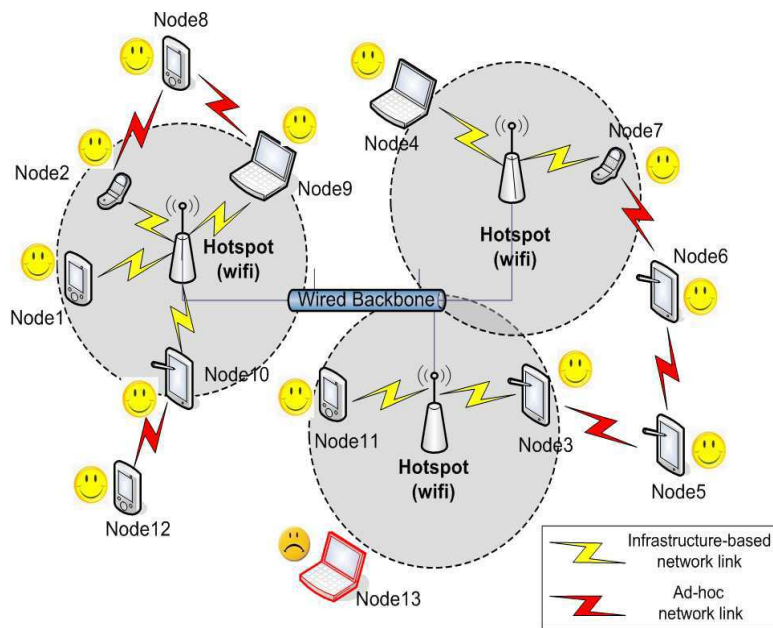 Node8
Node2
Node9
Node4
Node7
Hotspot
(wifi)
Hotspot
(wifi)
Node6
Node1
Wired Backbone
Node10
Node11
Node3
Hotspot
(wifi)
Node5
Node12
Node13
Infrastructure-based
network link
Ad-hoc
network link